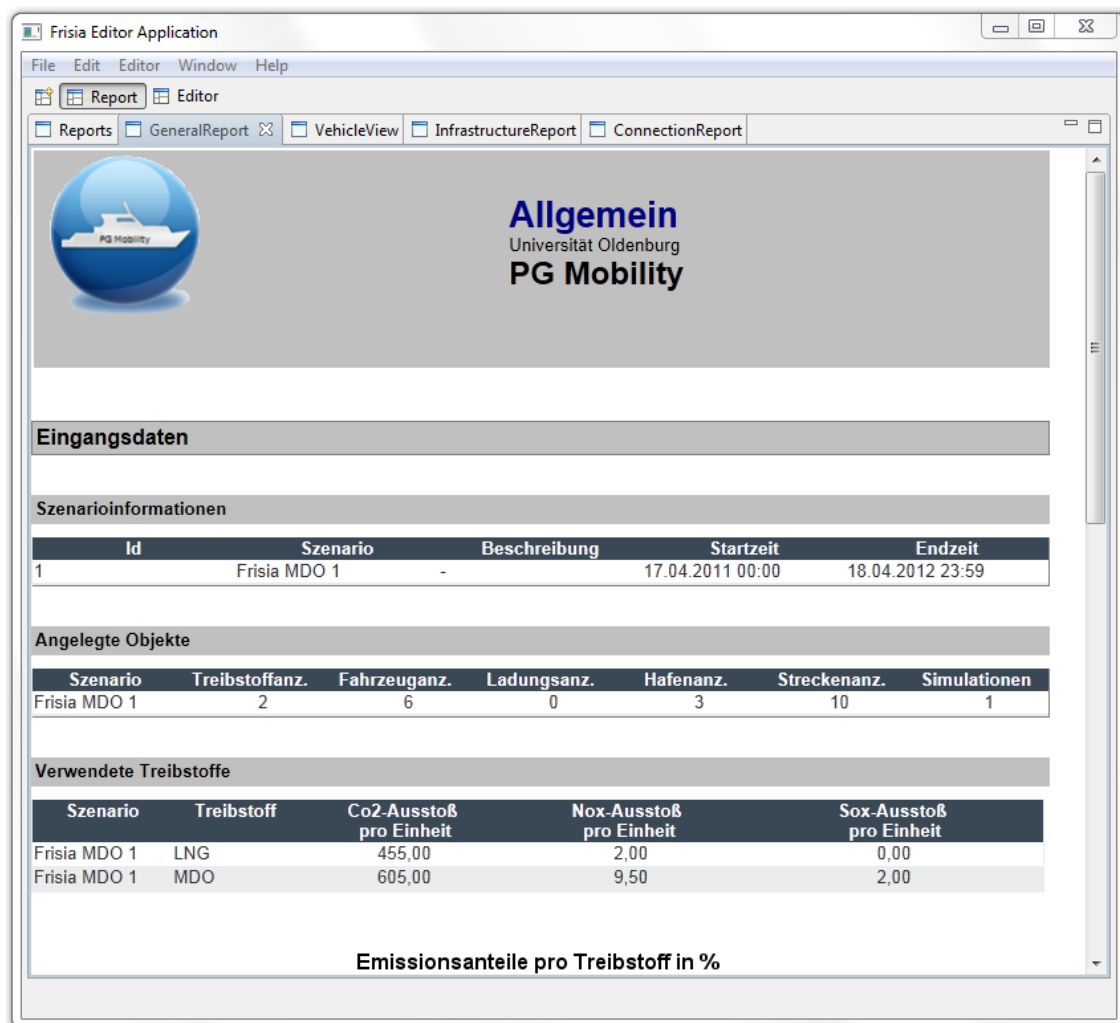 Frisia Editor Application
File Edit Editor Window Help
Report Editor
Reports GeneralReport VehicleView InfrastructureReport ConnectionReport
PG Mobility
Allgemein
Universität Oldenburg
PG Mobility
Eingangsdaten
Szenarioinformationen
Id Szenario Beschreibung Startzeit Endzeit
1 Frisia MDO 1 - 17.04.2011 00:00 18.04.2012 23:59
Angelegte Objekte
Szenario Treibstoffanz. Fahrzeuganz. Ladungsanz. Hafenanz. Streckenanz. Simulationen
Frisia MDO 1 2 6 0 3 10 1
Verwendete Treibstoffe
Szenario Treibstoff Co2-Ausstoß Nox-Ausstoß Sox-Ausstoß
pro Einheit pro Einheit pro Einheit
Frisia MDO 1 LNG 455,00 2,00 0,00
Frisia MDO 1 MDO 605,00 9,50 2,00
Emissionsanteile pro Treibstoff in %